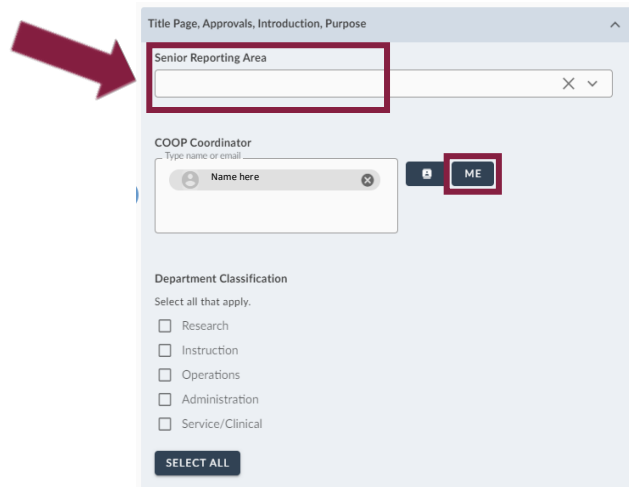 Title Page, Approvals, Introduction, Purpose
Senior Reporting Area
COOP Coordinator
Type name or email
Name here
ME
Department Classification
Select all that apply.
Research
Instruction
Operations
Administration
Service/Clinical
SELECT ALL